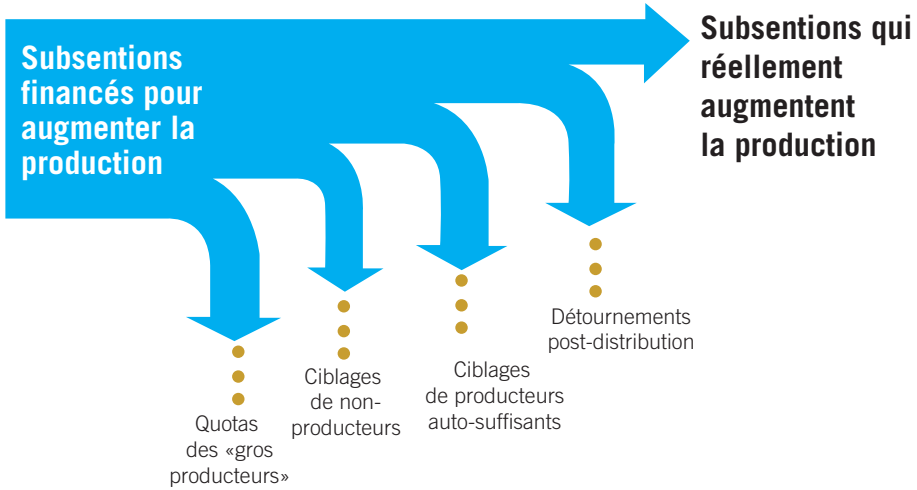 Subsentions
financés pour
augmenter la
production
Subsentions qui
réellement
augmentent
la production
Quotas
des «gros
producteurs»
Ciblages
de non-
producteurs
Ciblages
de producteurs
auto-suffisants
Détournements
post-distribution